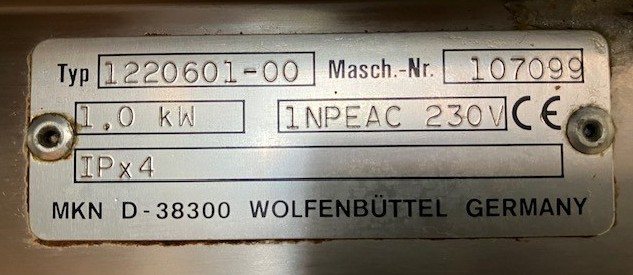 Typ 1220601-00 Masch.-Nr. 107099
1,0 kW 1NPEAC 230V CE
IPx4
MKN D-38300 WOLFENBÜTTEL GERMANY